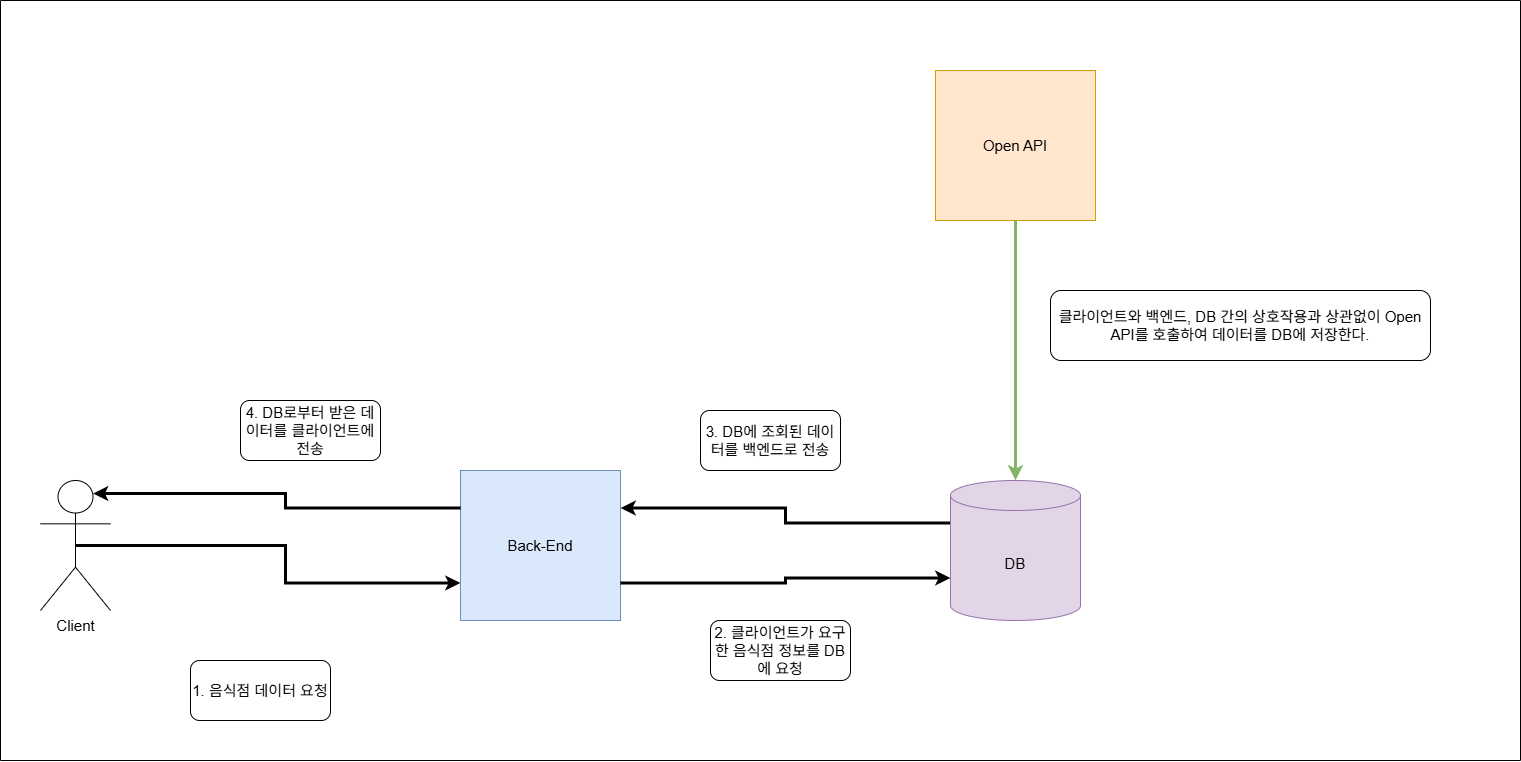 Open API
클라이언트와 백엔드, DB 간의 상호작용과 상관없이 Open
API를 호출하여 데이터를 DB에 저장한다.
4. DB로부터 받은 데
이터를 클라이언트에
전송
3. DB에 조회된 데이
터를 백엔드로 전송
Back-End
DB
Client
2. 클라이언트가 요구
한 음식점 정보를 DB
에 요청
1. 음식점 데이터 요청